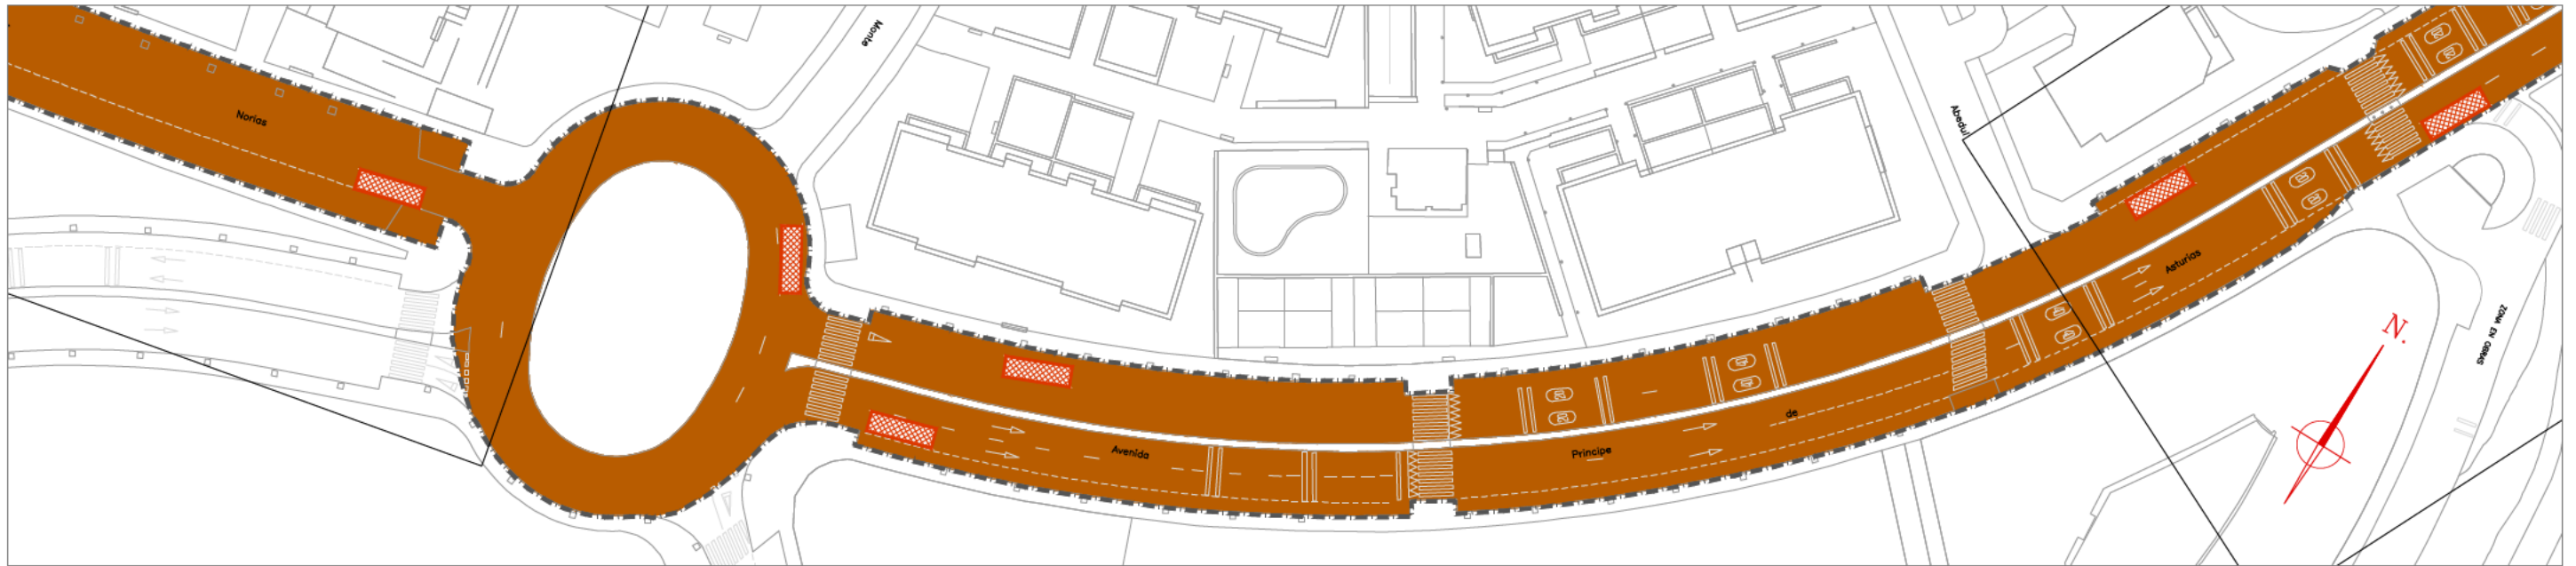 Norias
Monte
Abedul
Avenida
Principe
de
Asturias
ZONA EN OBRAS
N.